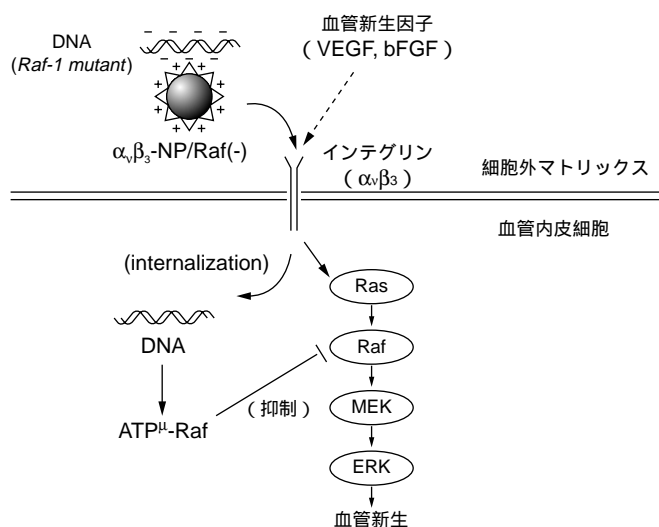 DNA
(Raf-1 mutant)
血管新生因子
（VEGF, bFGF）
αvβ3-NP/Raf(-)
インテグリン
（αvβ3）
細胞外マトリックス
血管内皮細胞
(internalization)
Ras
DNA
Raf
（抑制）
MEK
ATPμ-Raf
ERK
血管新生